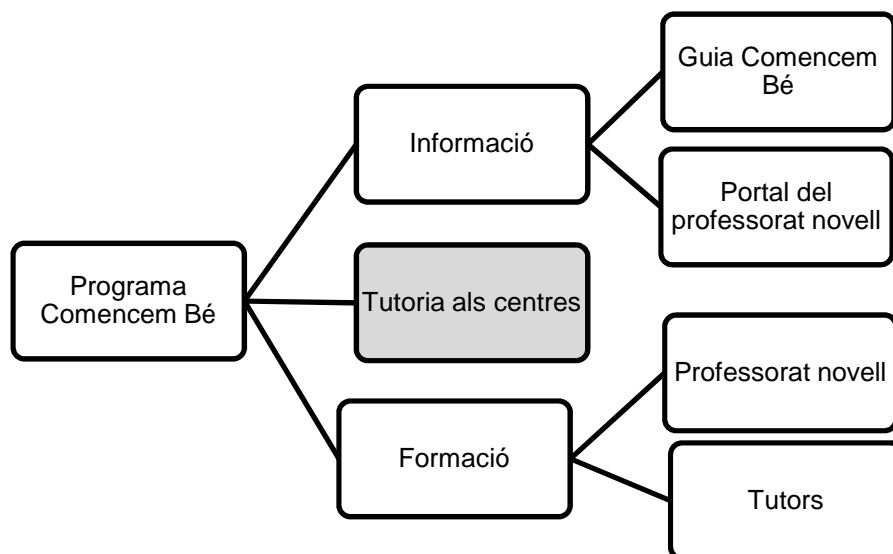 Programa
Comencem Bé
Informació
Guia Comencem
Bé
Portal del
professorat novell
Tutoria als centres
Formació
Professorat novell
Tutors